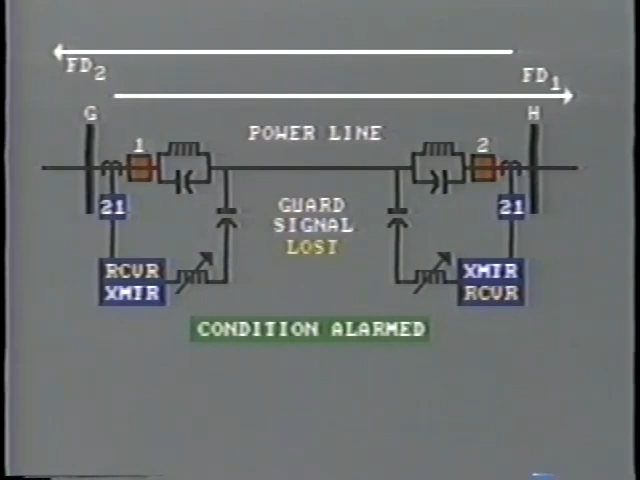 FD2
FD1
G
H
1
POWER LINE
2
21
GUARD
SIGNAL
LOST
21
RCVR
XMTR
XMTR
RCVR
CONDITION ALARMED